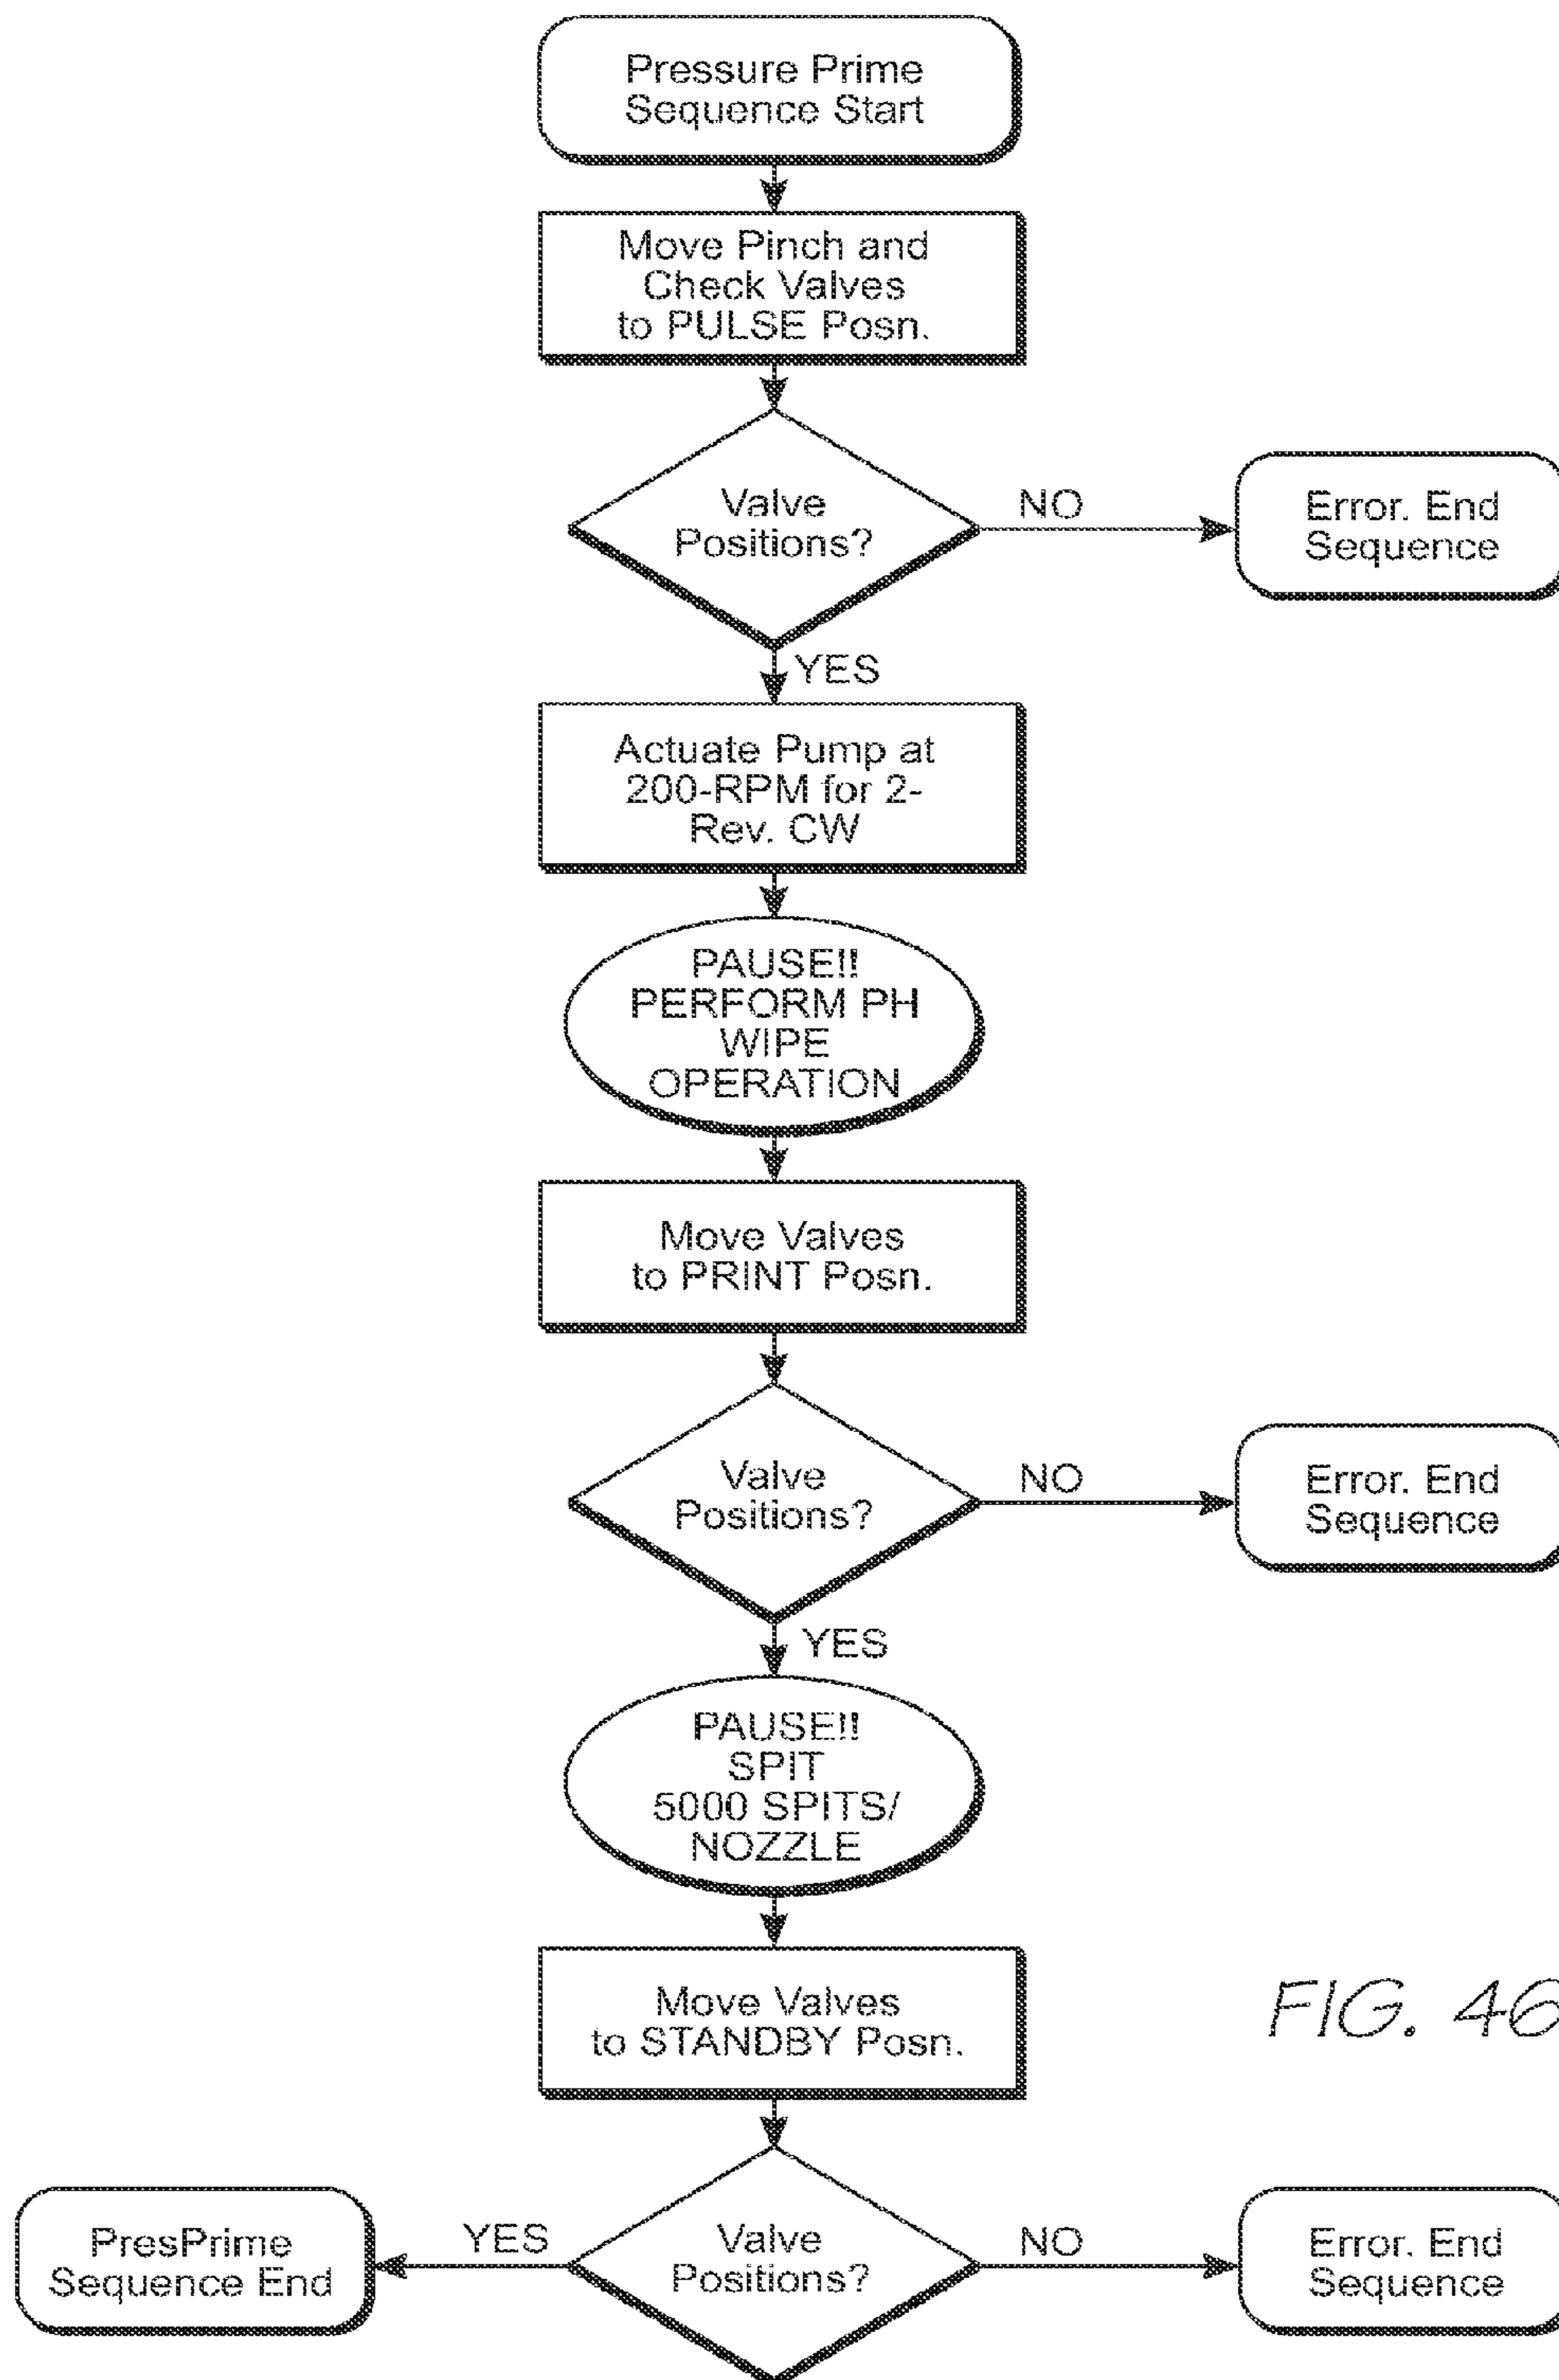 Pressure Prime
Sequence Start
Move Pinch and
Check Valves
to PULSE Posn.
Valve
Positions?
NO
Error. End
Sequence
YES
Actuate Pump at
200-RPM for 2-
Rev. CW
PAUSE!!
PERFORM PH
WIPE
OPERATION
Move Valves
to PRINT Posn.
Valve
Positions?
NO
Error. End
Sequence
YES
PAUSE!!
SPIT
5000 SPITS/
NOZZLE
Move Valves
to STANDBY Posn.
FIG. 46
PresPrime
Sequence End
YES
Valve
Positions?
NO
Error. End
Sequence